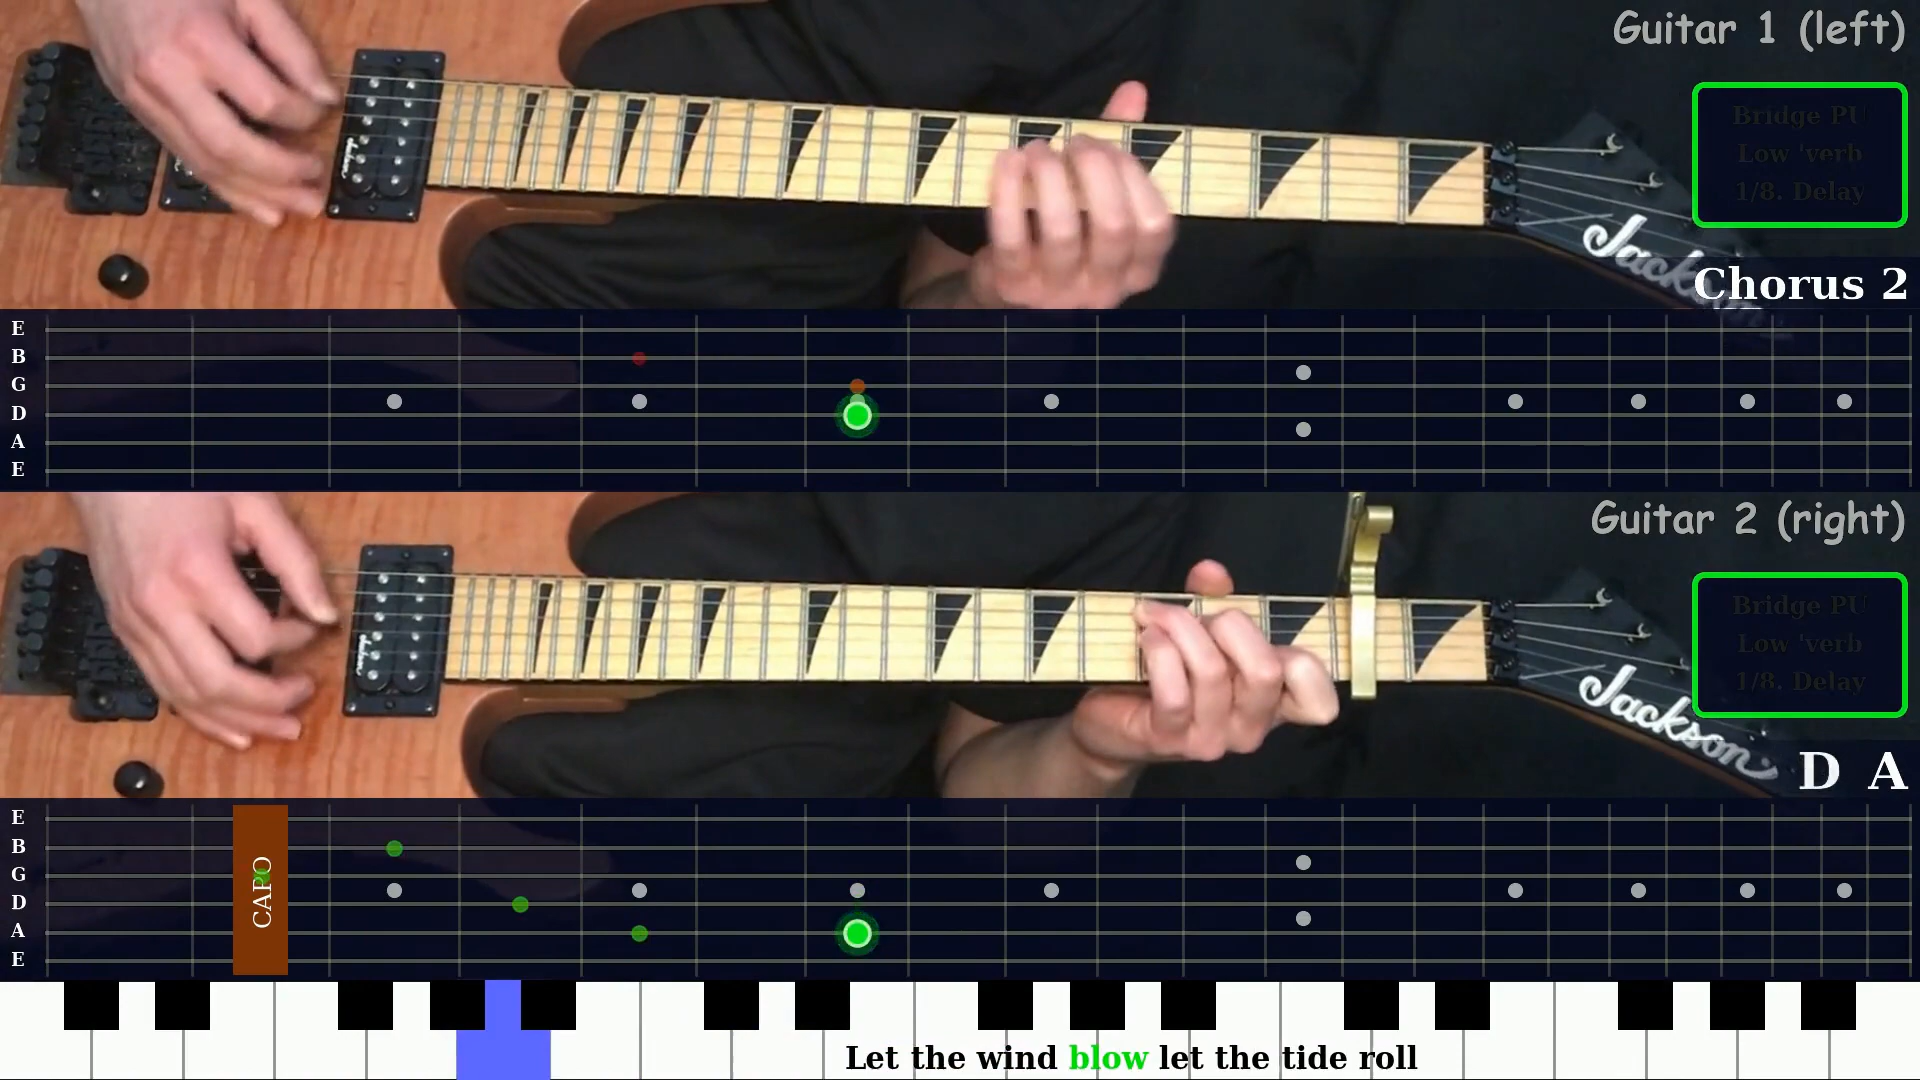 Guitar 1 (left)
Bridge PU
Low 'verb
1/8. Delay
Jackson
Chorus 2
E
B
G
D
A
E
Guitar 2 (right)
Bridge PU
Low 'verb
1/8. Delay
Jackson
D A
E
B
G
D
A
E
CAPO
Let the wind blow let the tide roll